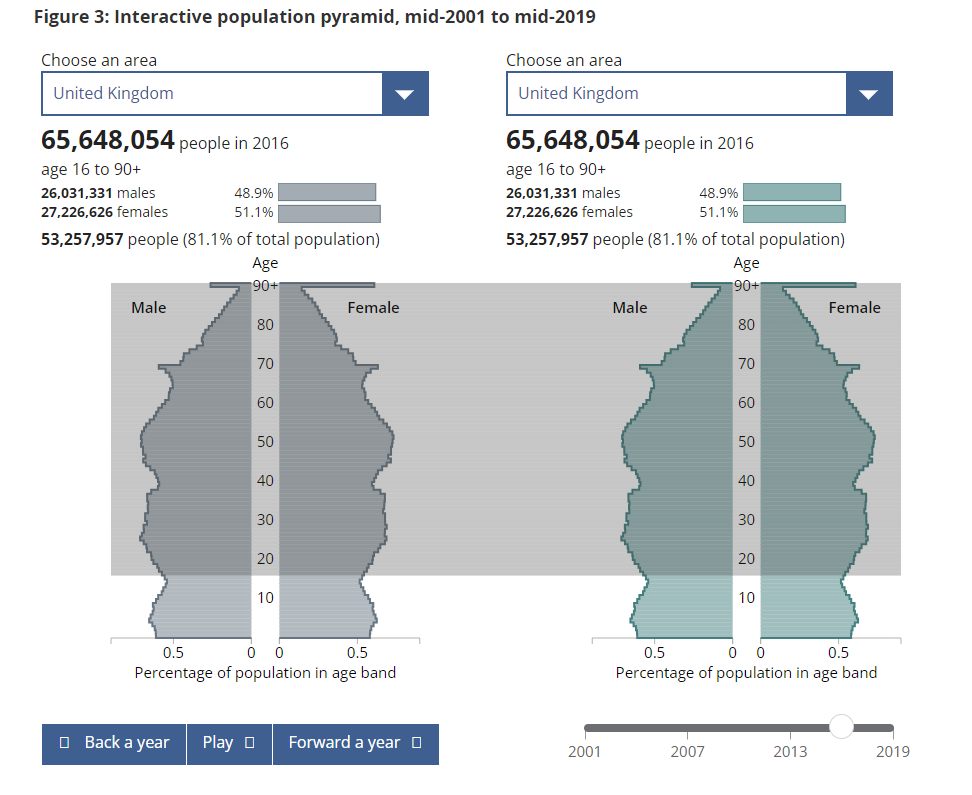 Figure 3: Interactive population pyramid, mid-2001 to mid-2019
Choose an area
United Kingdom
65,648,054 people in 2016
age 16 to 90+
26,031,331 males 48.9%
27,226,626 females 51.1%
53,257,957 people (81.1% of total population)
Age
90+
Male Female
80
70
60
50
40
30
20
10
0.5 0 0 0.5
Percentage of population in age band
Choose an area
United Kingdom
65,648,054 people in 2016
age 16 to 90+
26,031,331 males 48.9%
27,226,626 females 51.1%
53,257,957 people (81.1% of total population)
Age
90+
Male Female
80
70
60
50
40
30
20
10
0.5 0 0 0.5
Percentage of population in age band
Back a year Play Forward a year
2001 2007 2013 2019